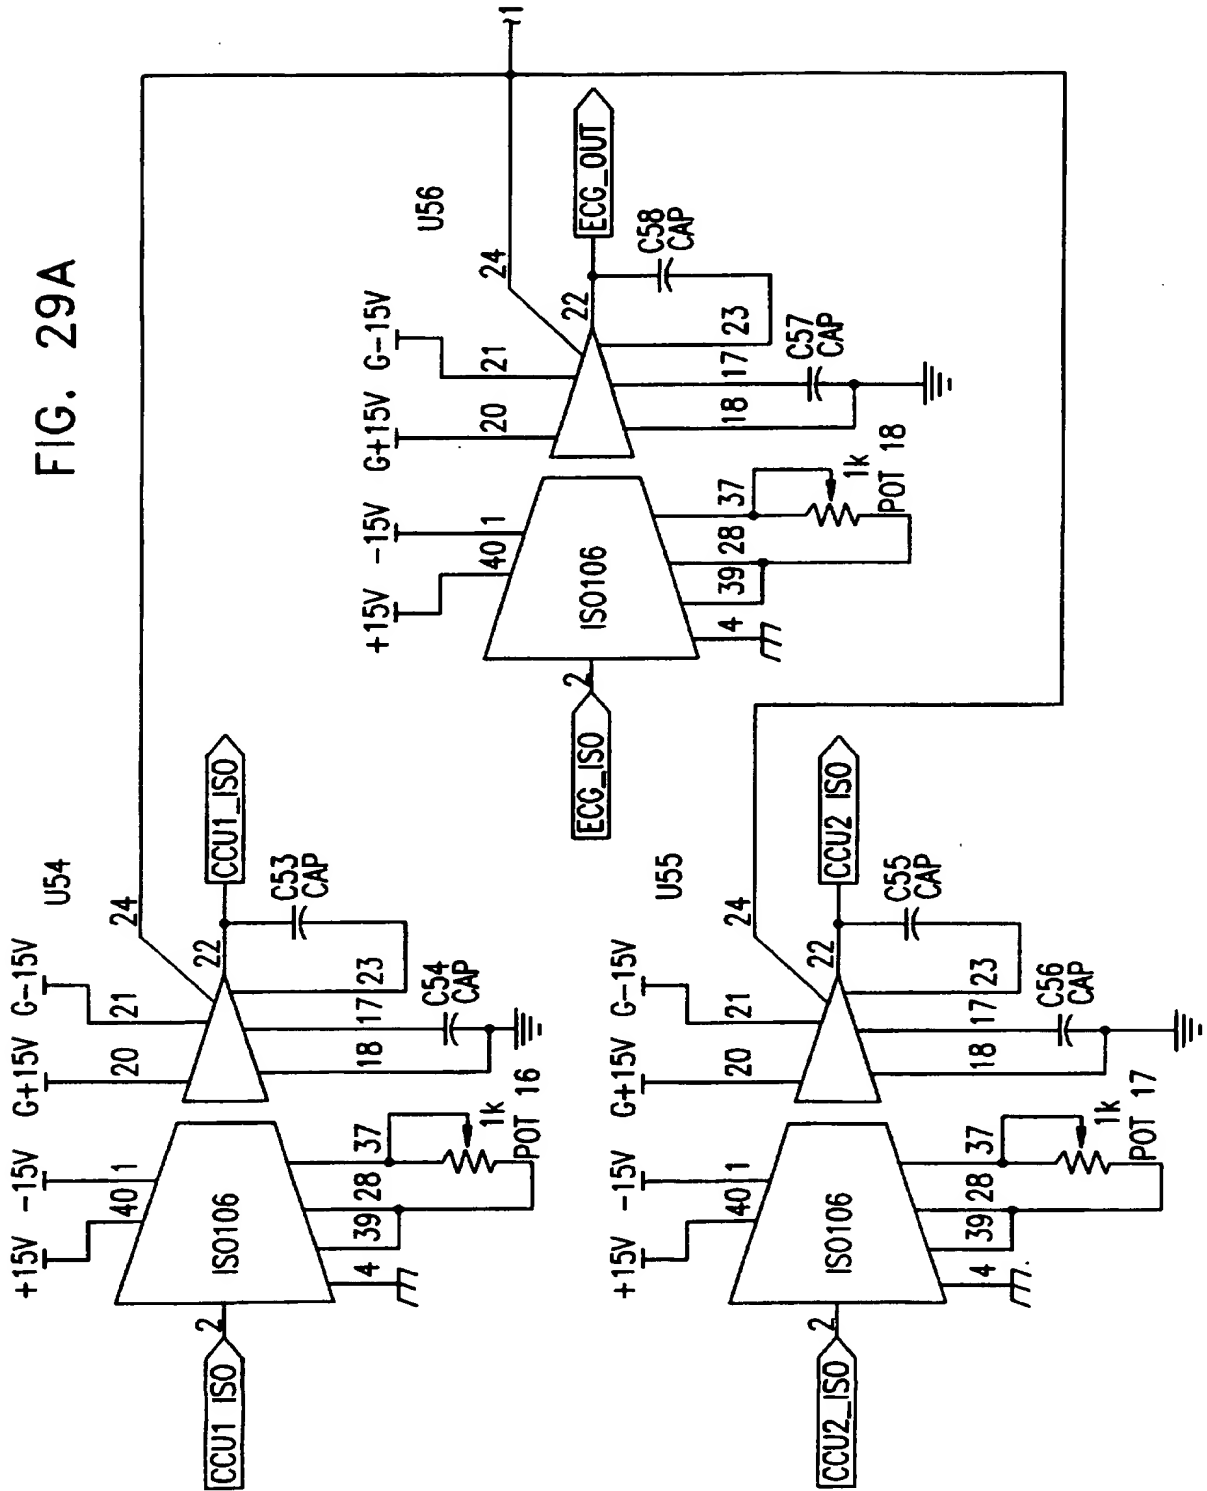 FIG. 29A
1
U54
+15V
-15V
G+15V
G-15V
40
1
20
21
24
CCU1 ISO
2
ISO106
22
CCU1_ISO
4
39
28
37
18
17
23
C53
CAP
C54
CAP
1k
POT 16
U55
+15V
-15V
G+15V
G-15V
40
1
20
21
24
CCU2_ISO
2
ISO106
22
CCU2 ISO
4
39
28
37
18
17
23
C55
CAP
C56
CAP
1k
POT 17
U56
+15V
-15V
G+15V
G-15V
40
1
20
21
24
ECG_ISO
2
ISO106
22
ECG_OUT
4
39
28
37
18
17
23
C58
CAP
C57
CAP
1k
POT 18